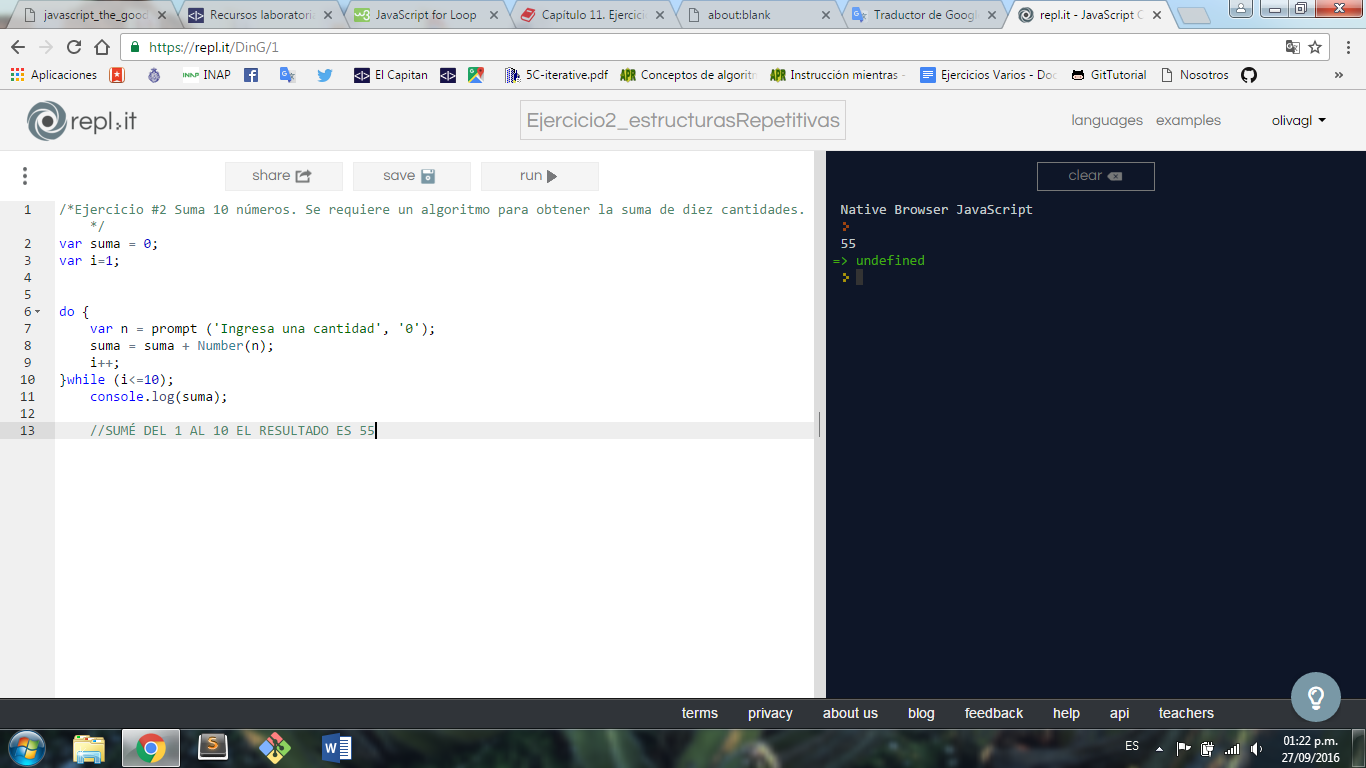 javascript_the_good
Recursos laboratori
JavaScript for Loop
Capítulo 11. Ejercici
about:blank
Traductor de Googl
repl.it - JavaScript C
https://repl.it/DinG/1
Aplicaciones
INAP INAP
El Capitan
5C-iterative.pdf
APR Conceptos de algoritm
APR Instrucción mientras -
Ejercicios Varios - Doc
GitTutorial
Nosotros
»
repl.it
Ejercicio2_estructurasRepetitivas
languages examples olivagl
share save run
clear
1 /*Ejercicio #2 Suma 10 números. Se requiere un algoritmo para obtener la suma de diez cantidades.
*/
2 var suma = 0;
3 var i=1;
4
5
6 do {
7 var n = prompt ('Ingresa una cantidad', '0');
8 suma = suma + Number(n);
9 i++;
10 }while (i<=10);
11 console.log(suma);
12
13 //SUMÉ DEL 1 AL 10 EL RESULTADO ES 55
Native Browser JavaScript
55
=> undefined
terms privacy about us blog feedback help api teachers
ES
01:22 p.m.
27/09/2016